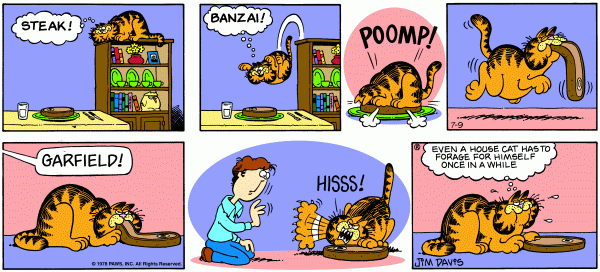 STEAK!
BANZAI!
POOMP!
7-9
GARFIELD!
© 1978 PAWS, INC. All Rights Reserved.
HISSS!
EVEN A HOUSE CAT HAS TO
FORAGE FOR HIMSELF
ONCE IN A WHILE
JIM DAVIS